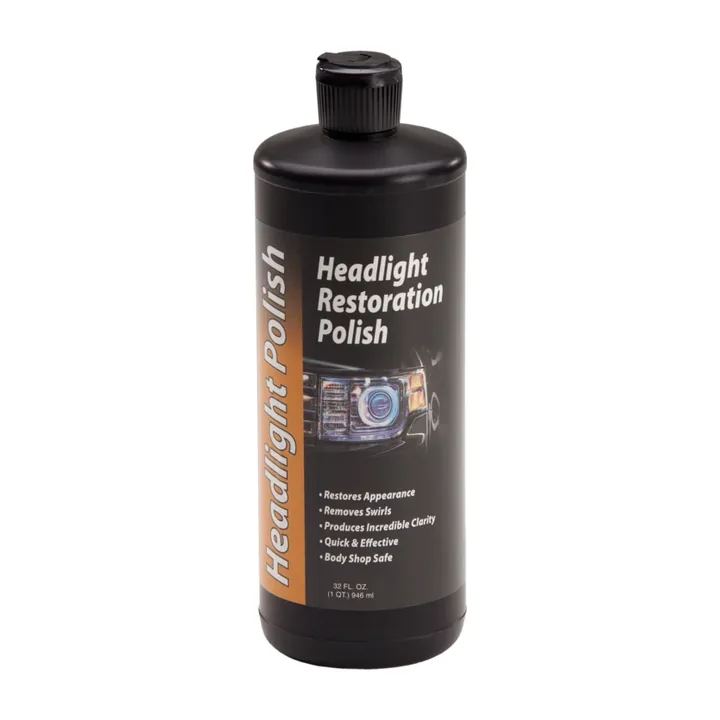 Headlight Polish
Headlight
Restoration
Polish
• Restores Appearance
• Removes Swirls
• Produces Incredible Clarity
• Quick & Effective
• Body Shop Safe
32 FL. OZ.
(1 QT.) 946 ml